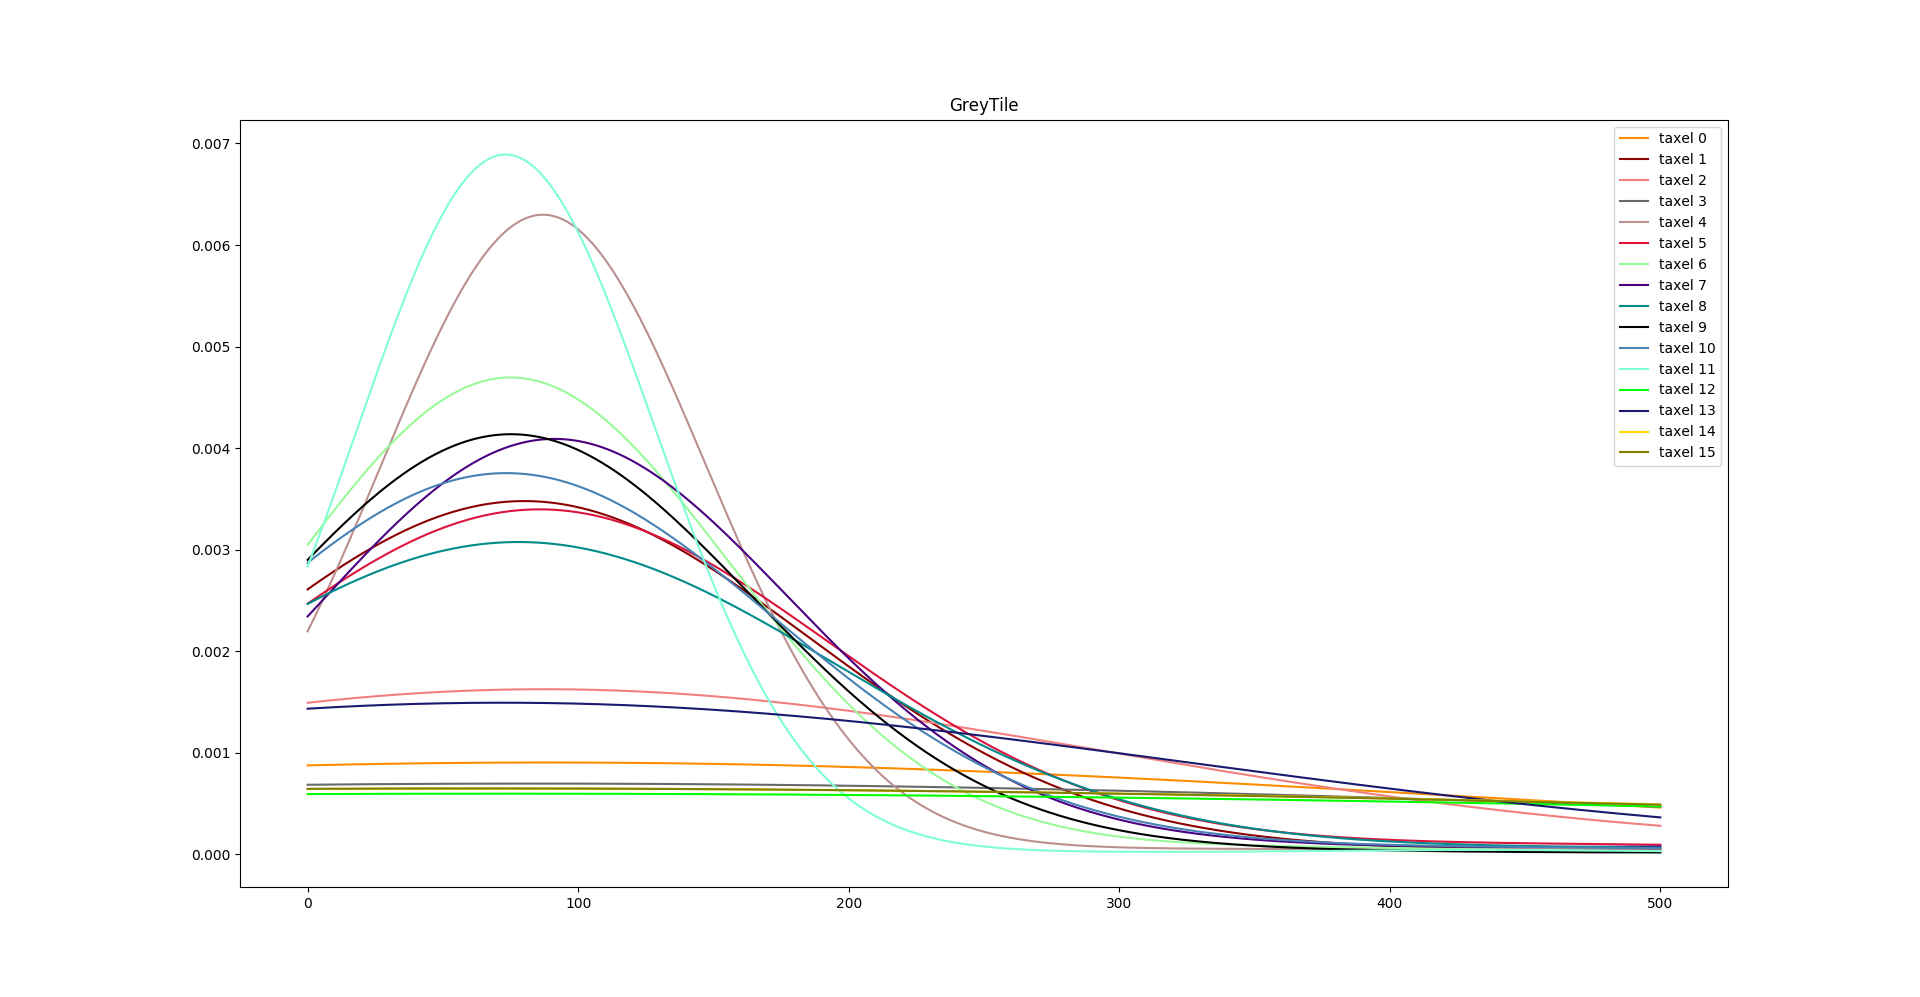 GreyTile
0.007
0.006
0.005
0.004
0.003
0.002
0.001
0.000
0 100 200 300 400 500
taxel 0
taxel 1
taxel 2
taxel 3
taxel 4
taxel 5
taxel 6
taxel 7
taxel 8
taxel 9
taxel 10
taxel 11
taxel 12
taxel 13
taxel 14
taxel 15